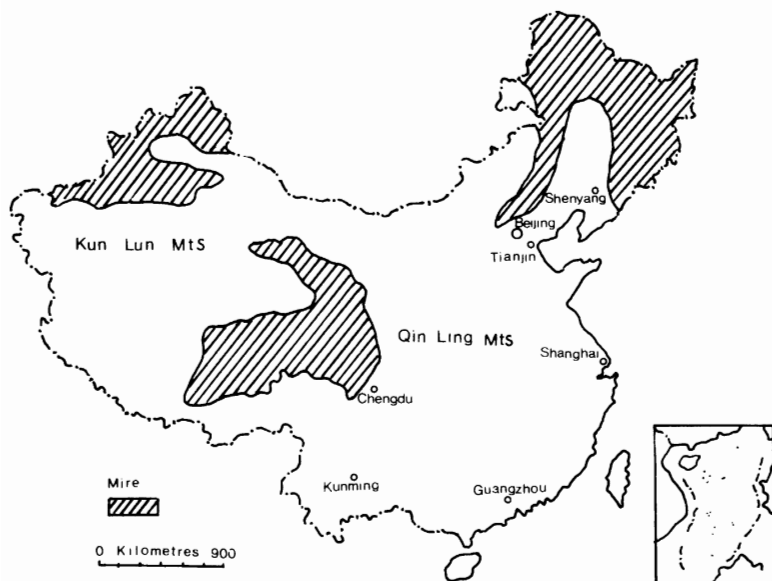 Shenyang
Beijing
Tianjin
Kun Lun MtS
Qin Ling MtS
Shanghai
Chengdu
Mire
Kunming
Guangzhou
0 Kilometres 900